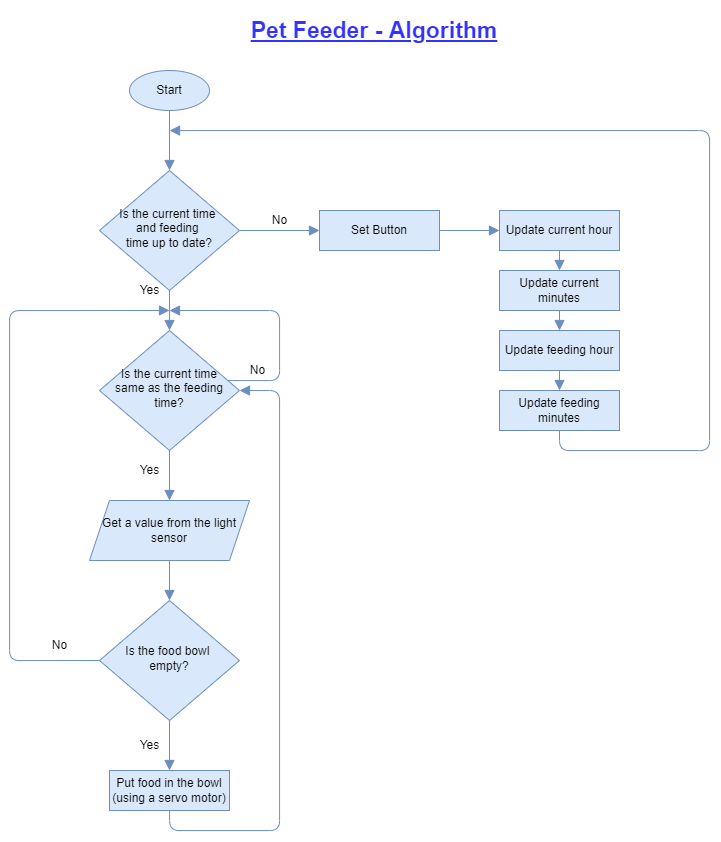 Pet Feeder - Algorithm
Start
Is the current time
and feeding
time up to date?
No
Set Button
Update current hour
Update current
minutes
Update feeding hour
Update feeding
minutes
Yes
Is the current time
same as the feeding
time?
No
Yes
Get a value from the light
sensor
Is the food bowl
empty?
No
Yes
Put food in the bowl
(using a servo motor)